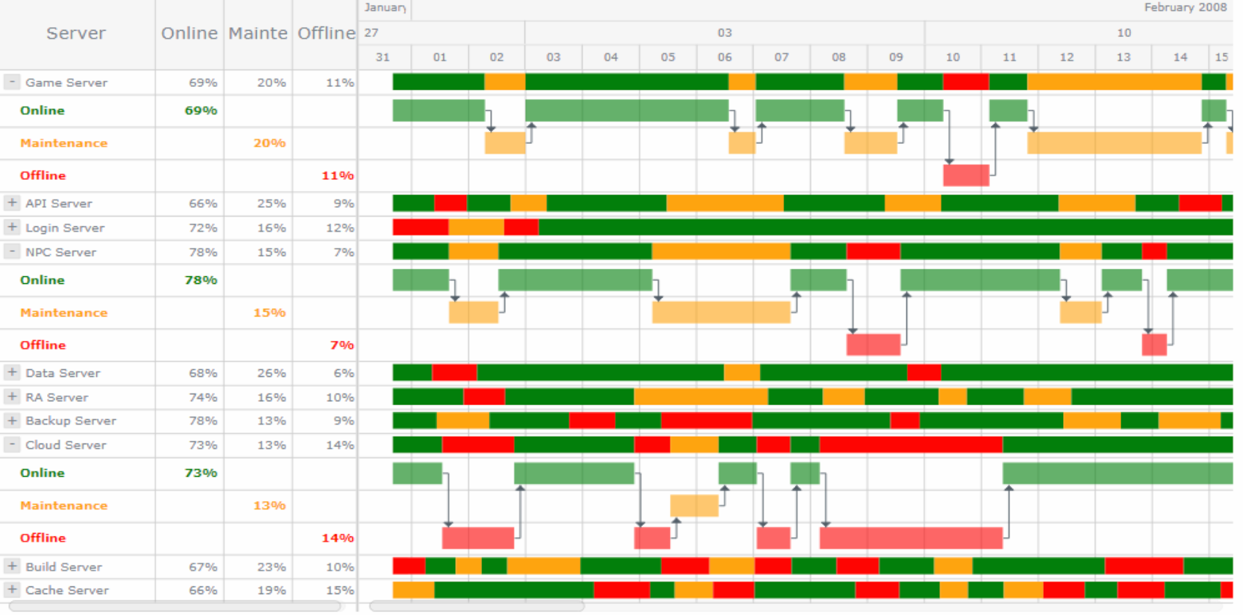 Januar
February 2008
Server Online Mainte Offline
27 03 10
31 01 02 03 04 05 06 07 08 09 10 11 12 13 14 15
- Game Server 69% 20% 11%
Online 69%
Maintenance 20%
Offline 11%
+ API Server 66% 25% 9%
+ Login Server 72% 16% 12%
- NPC Server 78% 15% 7%
Online 78%
Maintenance 15%
Offline 7%
+ Data Server 68% 26% 6%
+ RA Server 74% 16% 10%
+ Backup Server 78% 13% 9%
- Cloud Server 73% 13% 14%
Online 73%
Maintenance 13%
Offline 14%
+ Build Server 67% 23% 10%
+ Cache Server 66% 19% 15%